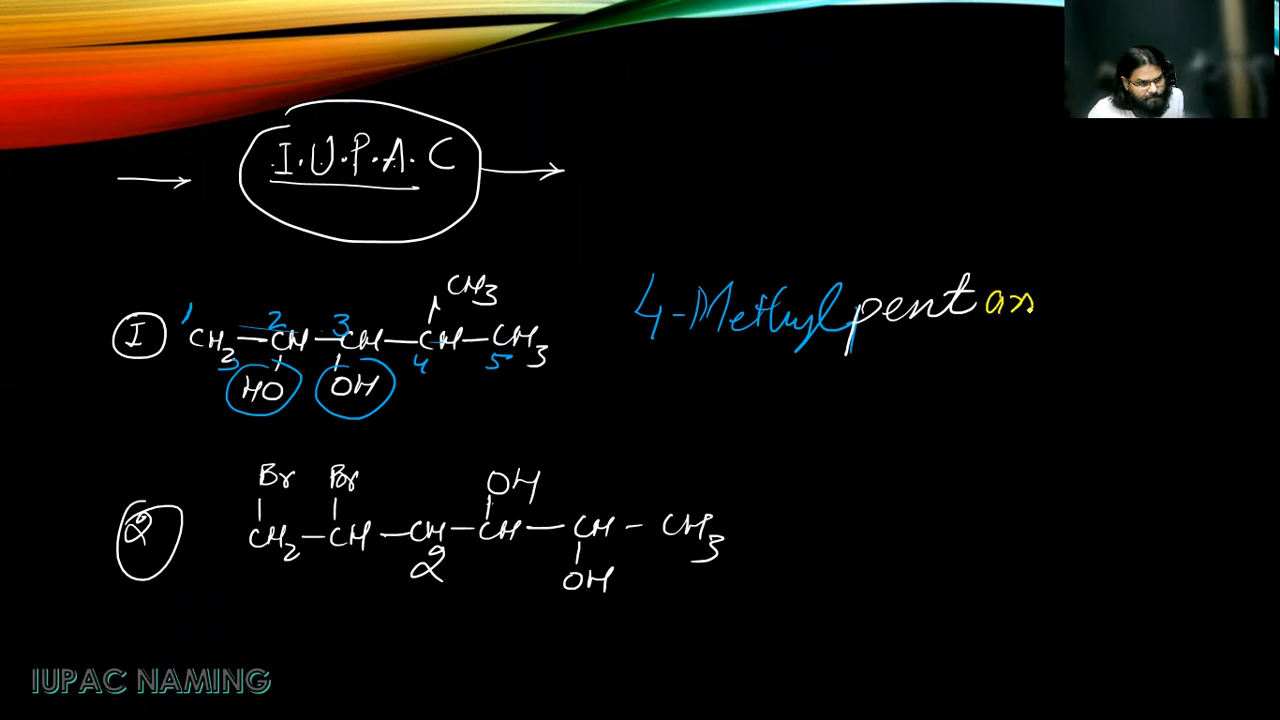 I.U.P.A.C
CH3
1 2 3
I CH2 – CH – CH – CH – CH3 4-Methylpentan
3 4 5
HO OH
Br Br OH
2 CH2 – CH – CH2 – CH – CH – CH3
OH
IUPAC NAMING